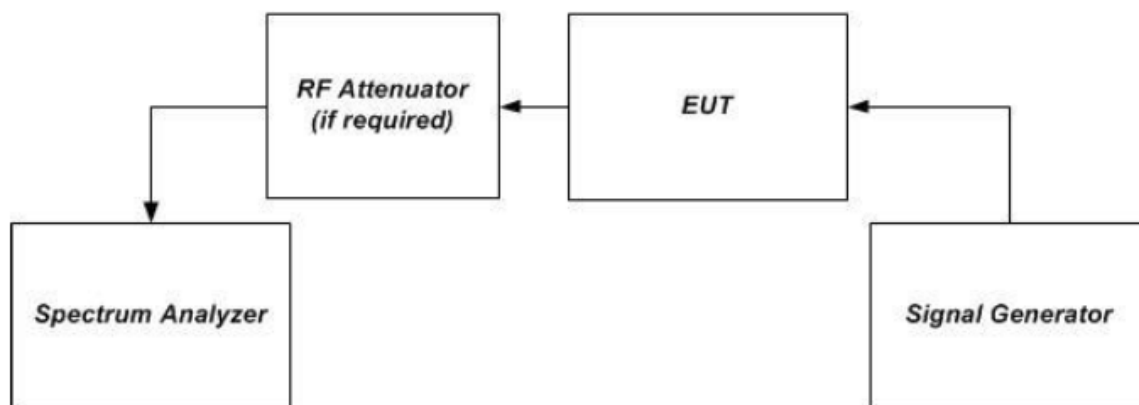 RF Attenuator
(if required)
EUT
Spectrum Analyzer
Signal Generator